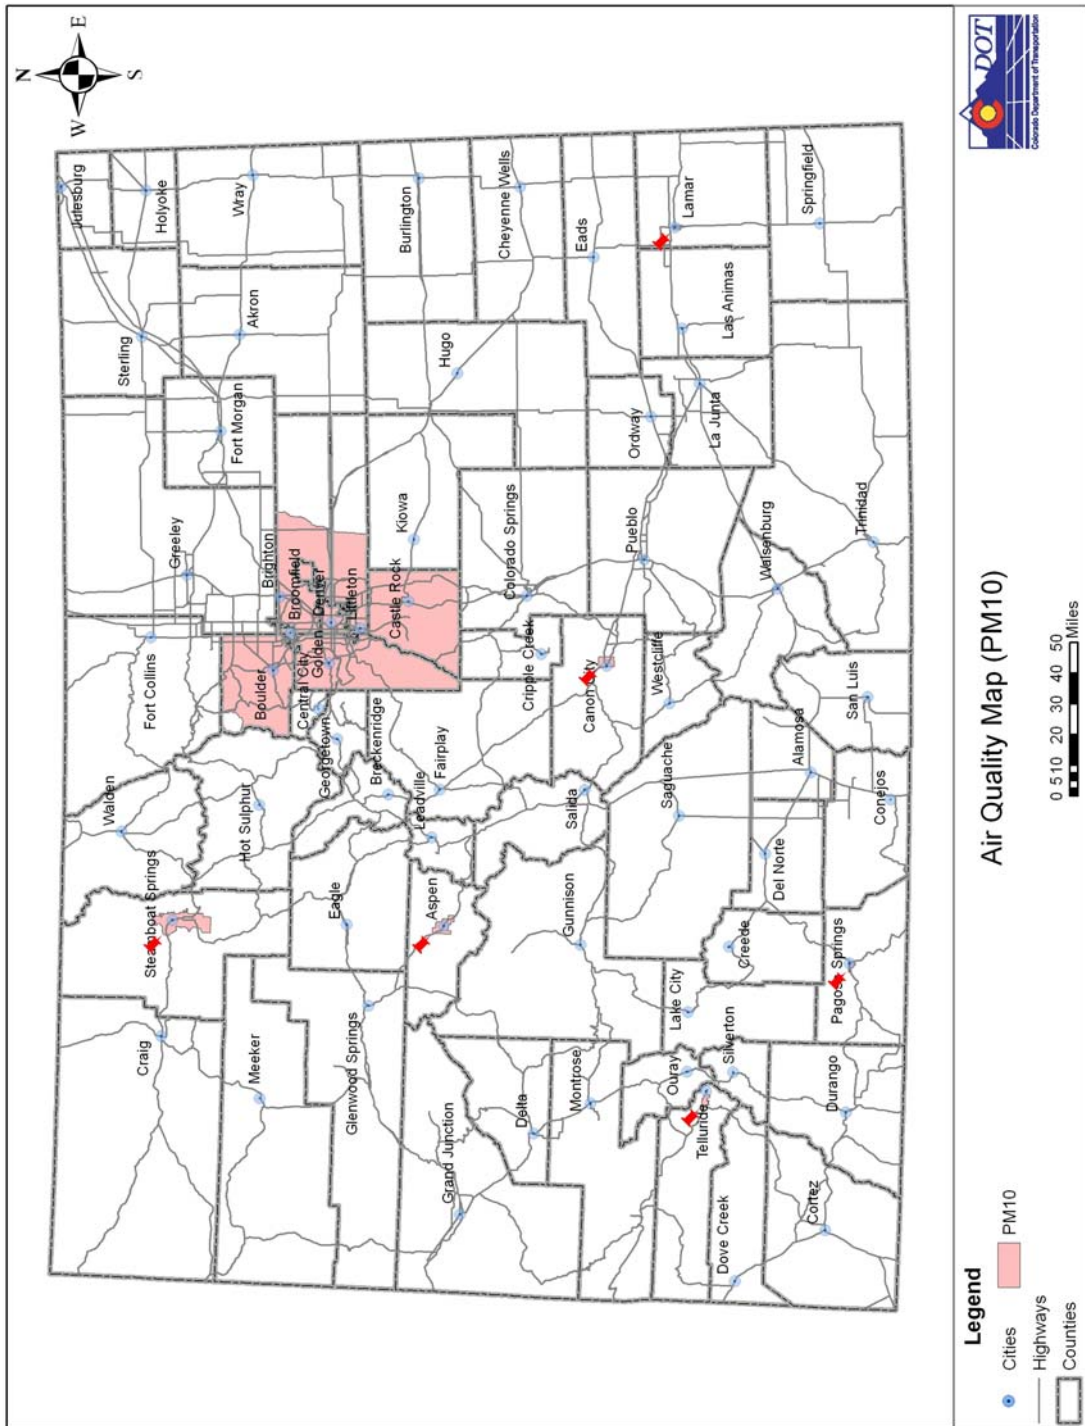 N
W
E
S
Julesburg
Holyoke
Sterling
Wray
Akron
Fort Morgan
Greeley
Fort Collins
Walden
Steamboat Springs
Craig
Hot Sulphur
Meeker
Brighton
Broomfield
Boulder
Central City
Golden
Denver
Littleton
Georgetown
Breckenridge
Eagle
Glenwood Springs
Castle Rock
Kiowa
Burlington
Hugo
Cheyenne Wells
Leadville
Fairplay
Aspen
Grand Junction
Colorado Springs
Cripple Creek
Delta
Eads
Canon City
Salida
Gunnison
Montrose
Pueblo
Ordway
Lamar
Westcliffe
Saguache
Las Animas
La Junta
Lake City
Ouray
Telluride
Silverton
Creede
Dove Creek
Walsenburg
Del Norte
Alamosa
Springfield
Trinidad
San Luis
Pagosa Springs
Durango
Cortez
Conejos
Legend
Cities
PM10
Highways
Counties
Air Quality Map (PM10)
0 5 10 20 30 40 50
Miles
DOT
Colorado Department of Transportation